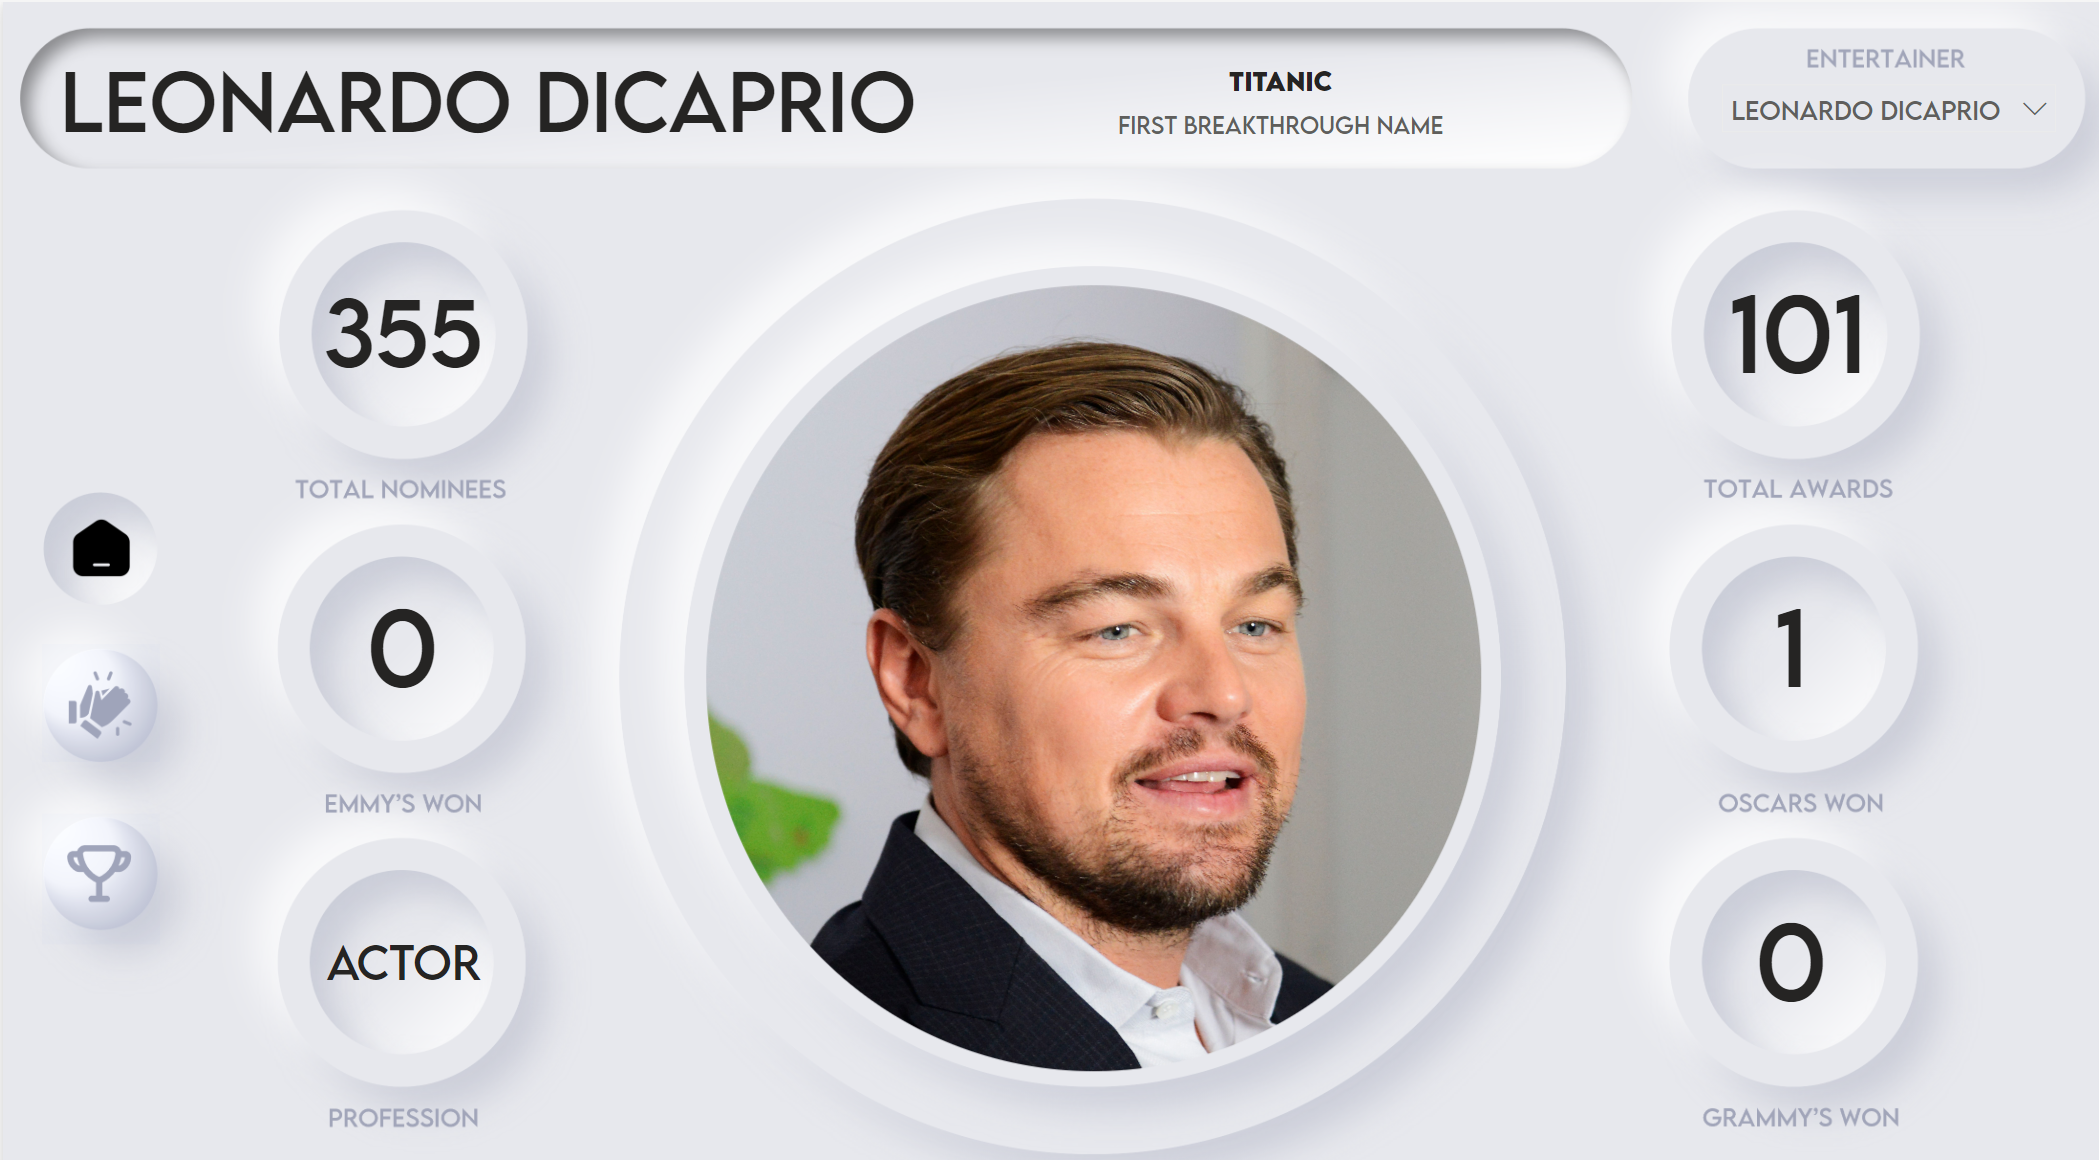 LEONARDO DICAPRIO
TITANIC
FIRST BREAKTHROUGH NAME
ENTERTAINER
LEONARDO DICAPRIO
355
TOTAL NOMINEES
101
TOTAL AWARDS
0
EMMY'S WON
1
OSCARS WON
ACTOR
PROFESSION
0
GRAMMY'S WON